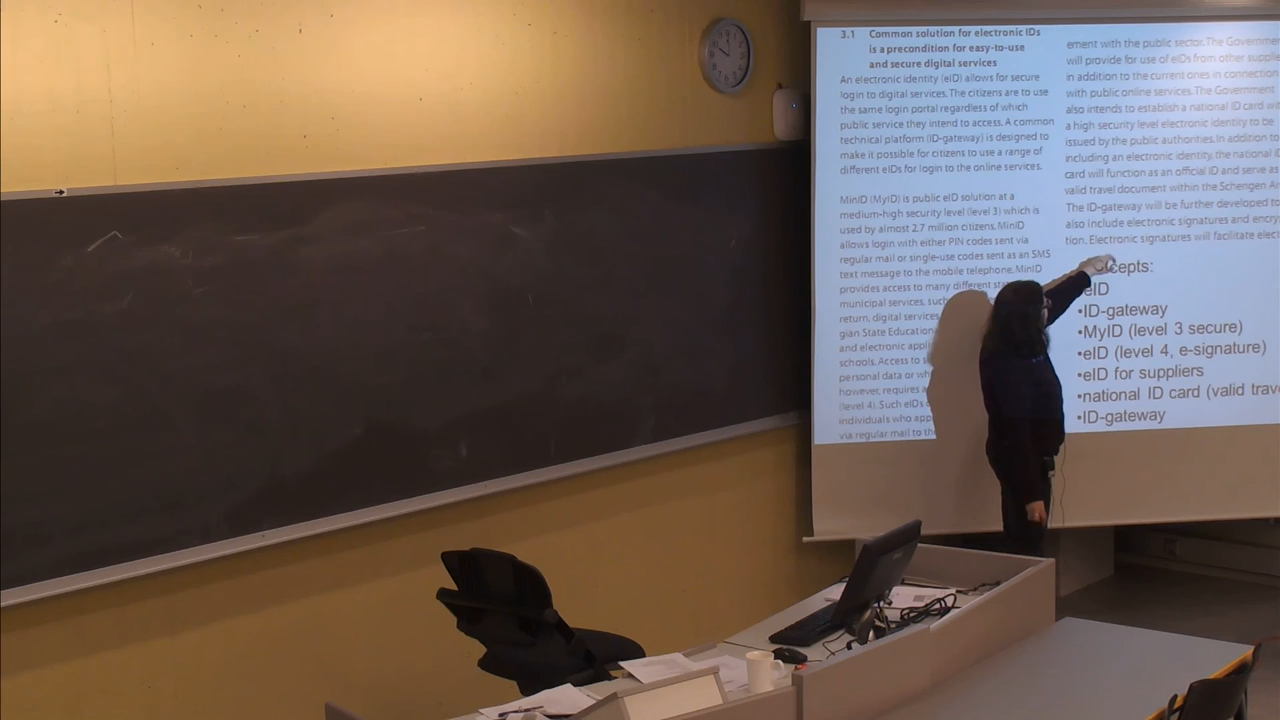 3.1 Common solution for electronic IDs
is a precondition for easy-to-use
and secure digital services
An electronic identity (eID) allows for secure
login to digital services. The citizens are to use
the same login portal regardless of which
public service they intend to access. A common
technical platform (ID-gateway) is designed to
make it possible for citizens to use a range of
different eIDs for login to the online services.
MinID (MyID) is public eID solution at a
medium-high security level (level 3) which is
used by almost 2.7 million citizens. MinID
allows login with either PIN codes sent via
regular mail or single-use codes sent as an SMS
text message to the mobile telephone. MinID
provides access to many different
municipal services, such
return, digital services
gian State Educationa
and electronic appli
schools. Access to
personal data or wh
however, requires a
(level 4). Such eIDs
individuals who app
via regular mail to the
ement with the public sector. The Governme
will provide for use of eIDs from other supplie
in addition to the current ones in connection
with public online services. The Government
also intends to establish a national ID card wi
a high security level electronic identity to be
issued by the public authorities. In addition to
including an electronic identity, the national I
card will function as an official ID and serve as
valid travel document within the Schengen A
The ID-gateway will be further developed to
also include electronic signatures and encry
tion. Electronic signatures will facilitate elec
cepts:
eID
•ID-gateway
•MyID (level 3 secure)
•eID (level 4, e-signature)
•eID for suppliers
•national ID card (valid trav
•ID-gateway